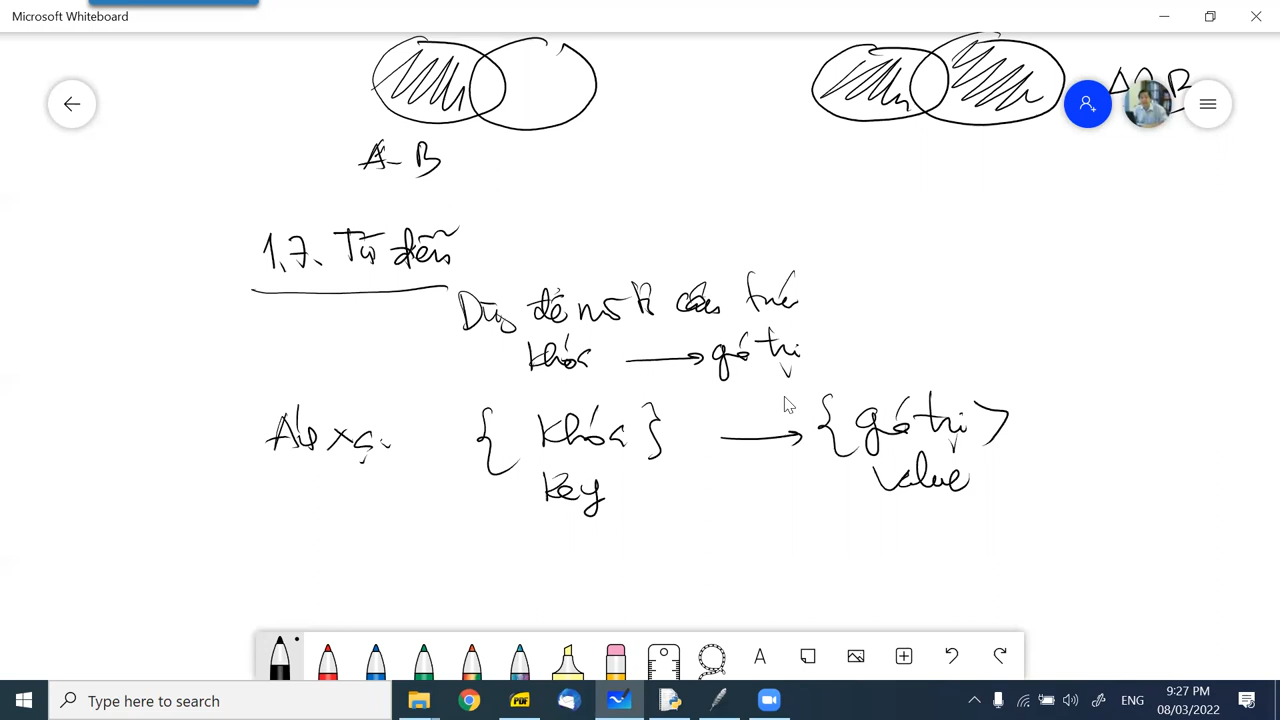 Microsoft Whiteboard
A - B
1.7. Từ điển
Dùng để mô tả cấu trúc
khóa → giá trị
Ánh xạ: { khóa } → { giá trị }
key value
Type here to search
ENG
9:27 PM
08/03/2022